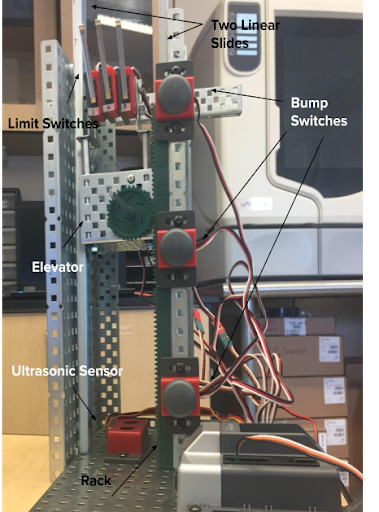 Two Linear
Slides
Limit Switches
Bump
Switches
Elevator
Ultrasonic Sensor
Rack